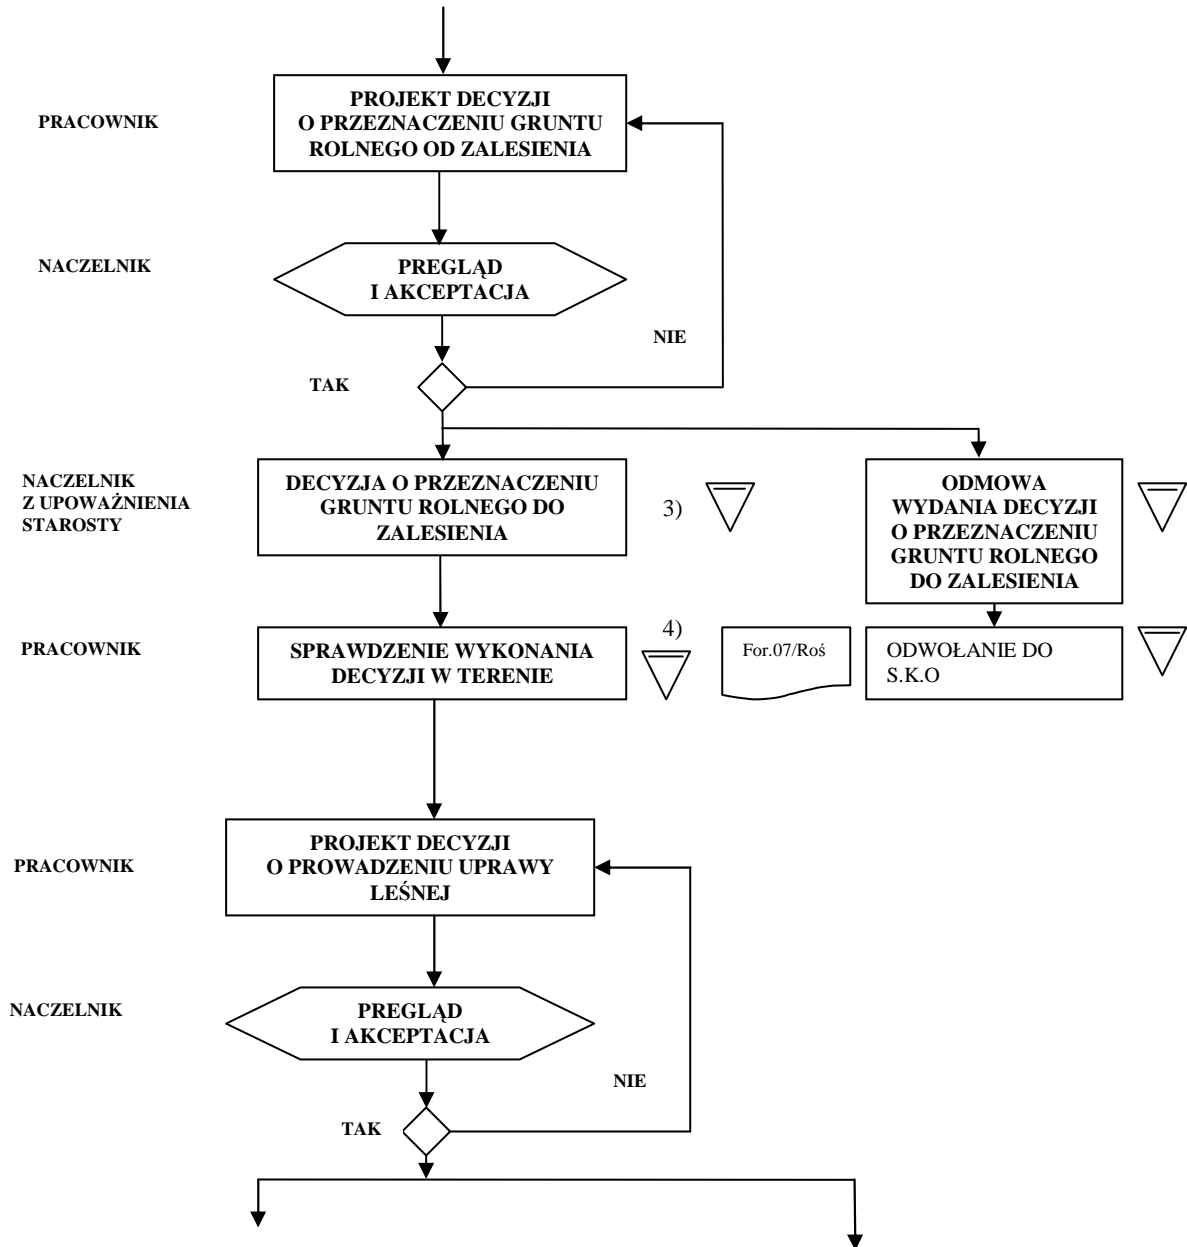 PROJEKT DECYZJI
PRACOWNIK
O PRZEZNACZENIU GRUNTU
ROLNEGO OD ZALESIENIA
NACZELNIK
PREGLĄD
I AKCEPTACJA
NIE
TAK
NACZELNIK
Z UPOWAŻNIENIA
STAROSTY
DECYZJA O PRZEZNACZENIU
GRUNTU ROLNEGO DO
ZALESIENIA
3)
ODMOWA
WYDANIA DECYZJI
O PRZEZNACZENIU
GRUNTU ROLNEGO
DO ZALESIENIA
PRACOWNIK
SPRAWDZENIE WYKONANIA
DECYZJI W TERENIE
4)
For.07/Roś
ODWOŁANIE DO
S.K.O
PRACOWNIK
PROJEKT DECYZJI
O PROWADZENIU UPRAWY
LEŚNEJ
NACZELNIK
PREGLĄD
I AKCEPTACJA
NIE
TAK